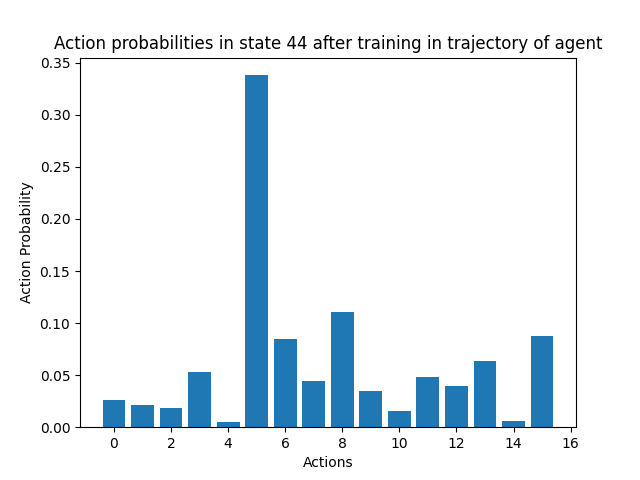 Action probabilities in state 44 after training in trajectory of agent
0.35
0.30
0.25
0.20
0.15
0.10
0.05
0.00
Action Probability
0 2 4 6 8 10 12 14 16
Actions